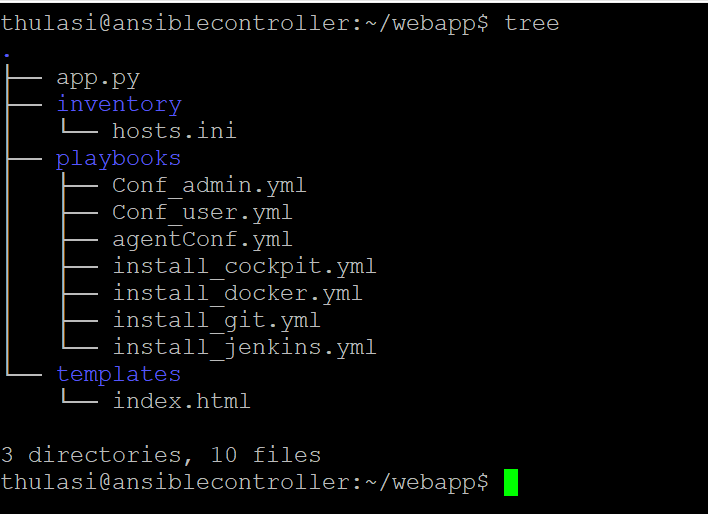 thulasi@ansiblecontroller:~/webapp$ tree
.
├── app.py
├── inventory
│   └── hosts.ini
├── playbooks
│   ├── Conf_admin.yml
│   ├── Conf_user.yml
│   ├── agentConf.yml
│   ├── install_cockpit.yml
│   ├── install_docker.yml
│   ├── install_git.yml
│   └── install_jenkins.yml
└── templates
    └── index.html

3 directories, 10 files
thulasi@ansiblecontroller:~/webapp$